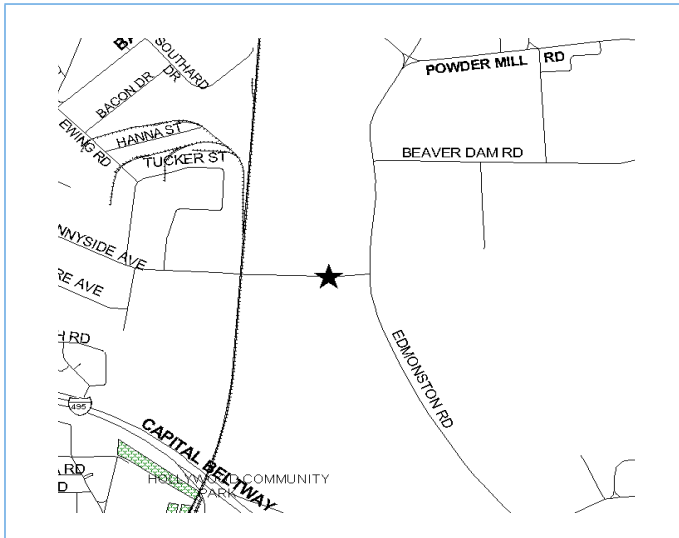 SOUTHARD
DR
BACON DR
POWDER MILL RD
EWING RD
HANNA ST
TUCKER ST
BEAVER DAM RD
NNYSIDE AVE
RE AVE
H RD
EDMONSTON RD
495
CAPITAL BELTWAY
HOLLYWOOD COMMUNITY
PARK
RD
D